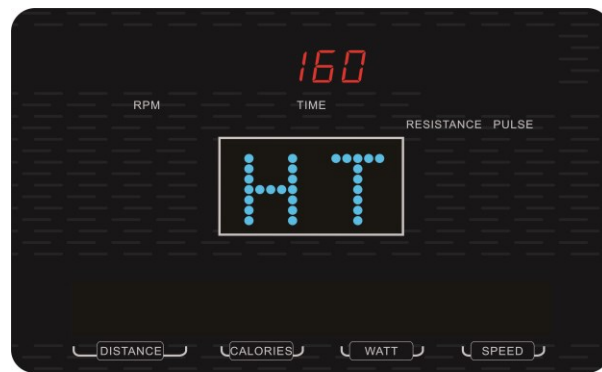 160
RPM TIME
RESISTANCE PULSE
HT
DISTANCE CALORIES WATT SPEED